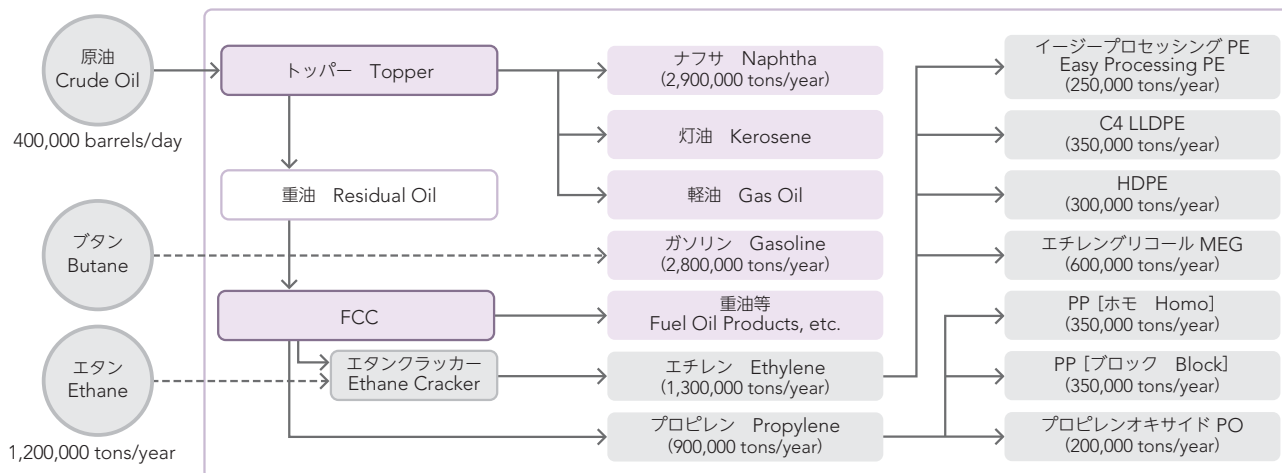 原油
Crude Oil
400,000 barrels/day
ブタン
Butane
エタン
Ethane
1,200,000 tons/year
トッパー Topper
重油 Residual Oil
FCC
エタンクラッカー
Ethane Cracker
ナフサ Naphtha
(2,900,000 tons/year)
灯油 Kerosene
軽油 Gas Oil
ガソリン Gasoline
(2,800,000 tons/year)
重油等
Fuel Oil Products, etc.
エチレン Ethylene
(1,300,000 tons/year)
プロピレン Propylene
(900,000 tons/year)
イージープロセッシング PE
Easy Processing PE
(250,000 tons/year)
C4 LLDPE
(350,000 tons/year)
HDPE
(300,000 tons/year)
エチレングリコール MEG
(600,000 tons/year)
PP [ホモ Homo]
(350,000 tons/year)
PP [ブロック Block]
(350,000 tons/year)
プロピレンオキサイド PO
(200,000 tons/year)